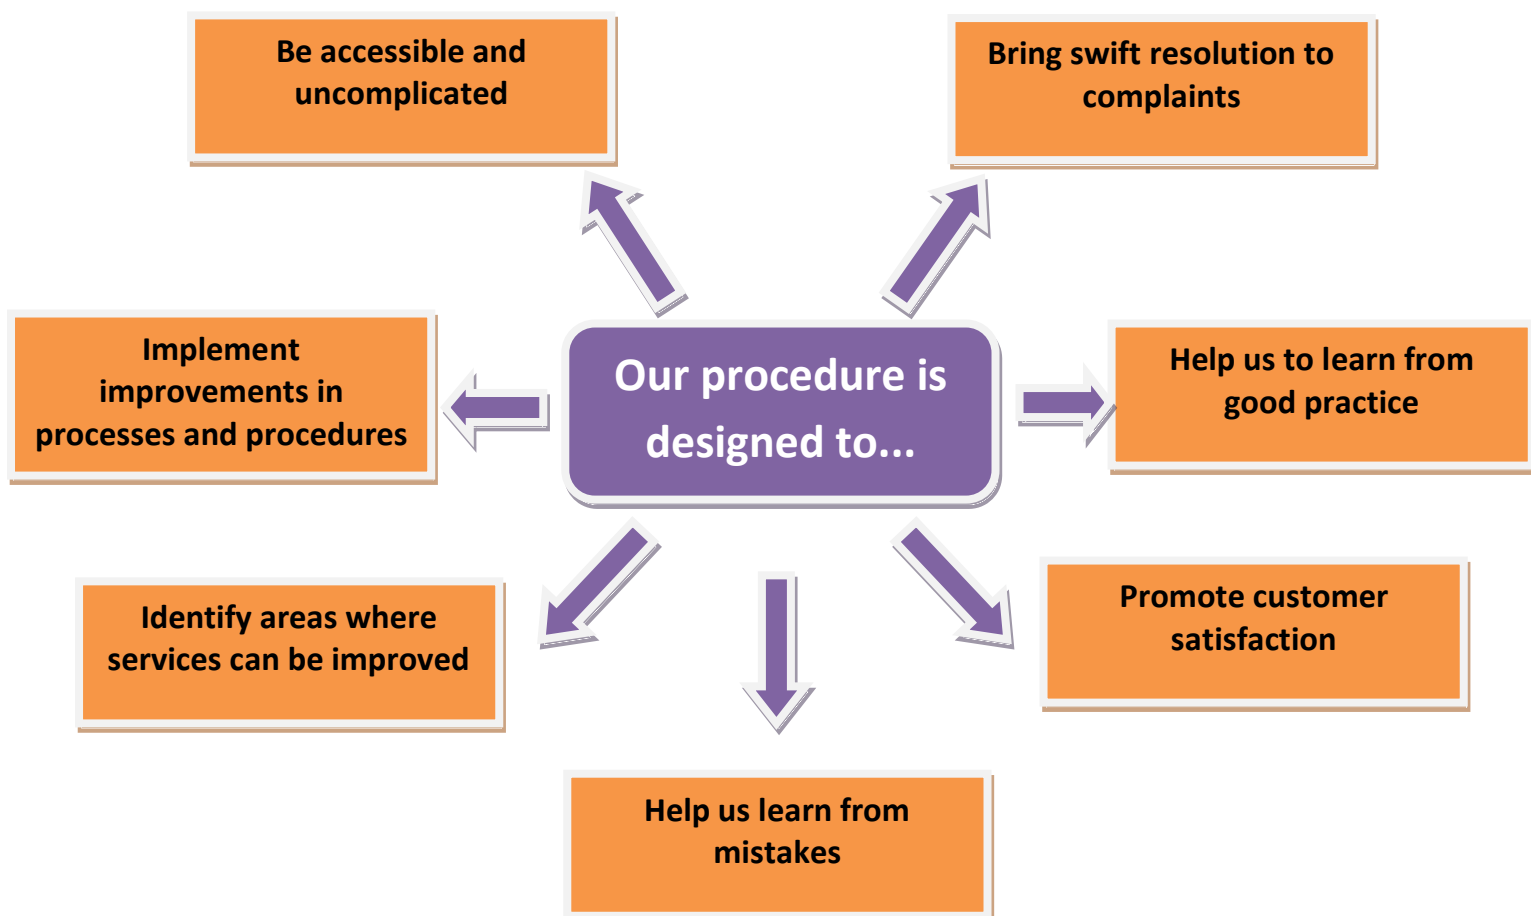 Be accessible and
uncomplicated
Bring swift resolution to
complaints
Implement
improvements in
processes and procedures
Our procedure is
designed to...
Help us to learn from
good practice
Identify areas where
services can be improved
Promote customer
satisfaction
Help us learn from
mistakes